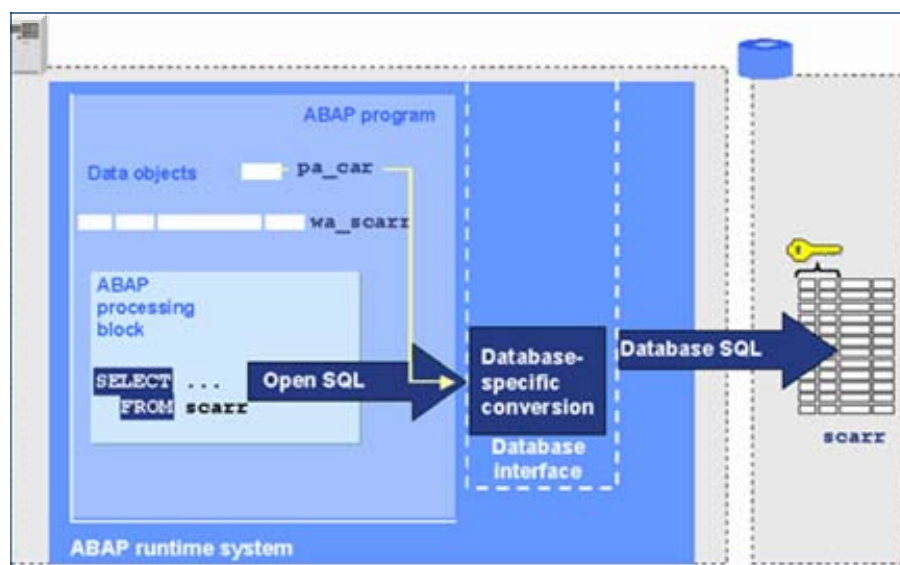 ABAP program
Data objects
pa_car
wa_scarr
ABAP
processing
block
SELECT ...
FROM scarr
Open SQL
Database-
specific
conversion
Database
interface
Database SQL
scarr
ABAP runtime system